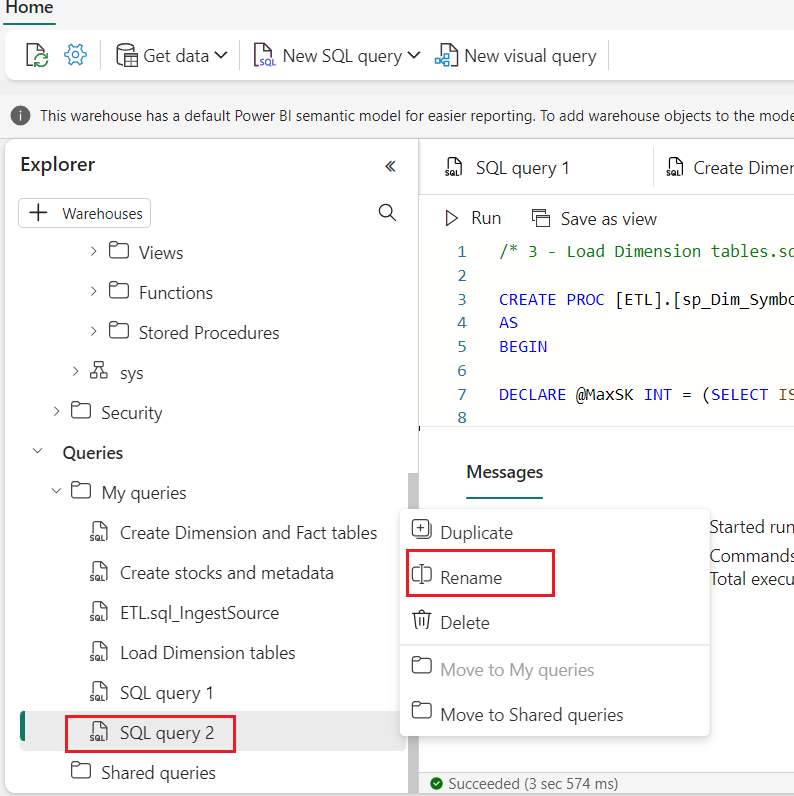 Home
Get data
New SQL query
New visual query
This warehouse has a default Power BI semantic model for easier reporting. To add warehouse objects to the mode
Explorer
Warehouses
Views
Functions
Stored Procedures
sys
Security
Queries
My queries
Create Dimension and Fact tables
Create stocks and metadata
ETL.sql_IngestSource
Load Dimension tables
SQL query 1
SQL query 2
Shared queries
SQL query 1
Create Dimen
Run
Save as view
1 /* 3 - Load Dimension tables.sq
2
3 CREATE PROC [ETL].[sp_Dim_Symbo
4 AS
5 BEGIN
6
7 DECLARE @MaxSK INT = (SELECT IS
8
Messages
Started run
Commands
Total execu
Duplicate
Rename
Delete
Move to My queries
Move to Shared queries
Succeeded (3 sec 574 ms)